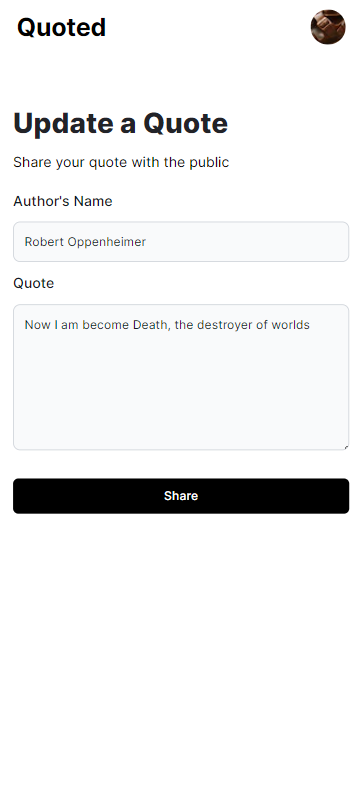 Quoted
Update a Quote
Share your quote with the public
Author's Name
Robert Oppenheimer
Quote
Now I am become Death, the destroyer of worlds
Share